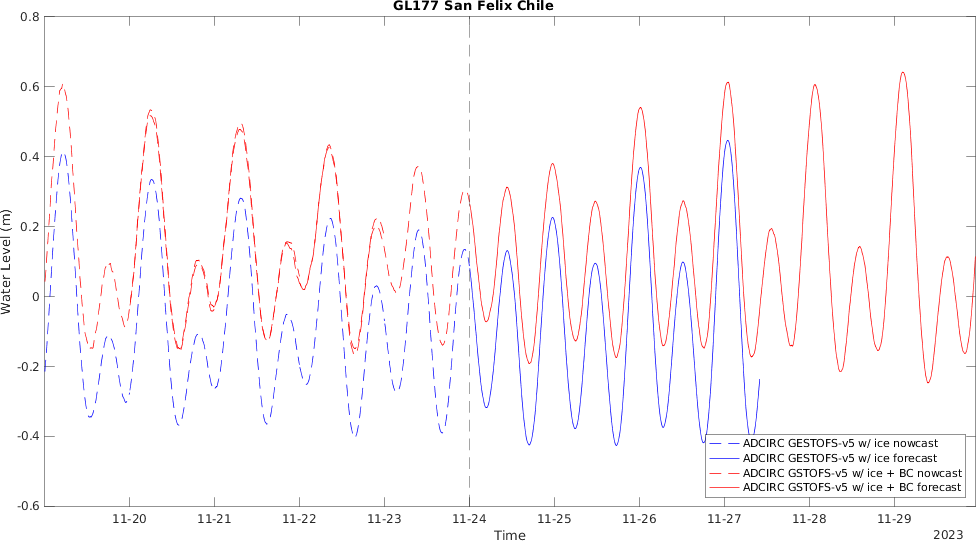 GL177 San Felix Chile
0.8
0.6
0.4
0.2
0
-0.2
-0.4
-0.6
Water Level (m)
ADCIRC GESTOFS-v5 w/ ice nowcast
ADCIRC GESTOFS-v5 w/ ice forecast
ADCIRC GSTOFS-v5 w/ ice + BC nowcast
ADCIRC GSTOFS-v5 w/ ice + BC forecast
11-20 11-21 11-22 11-23 11-24 11-25 11-26 11-27 11-28 11-29
Time
2023